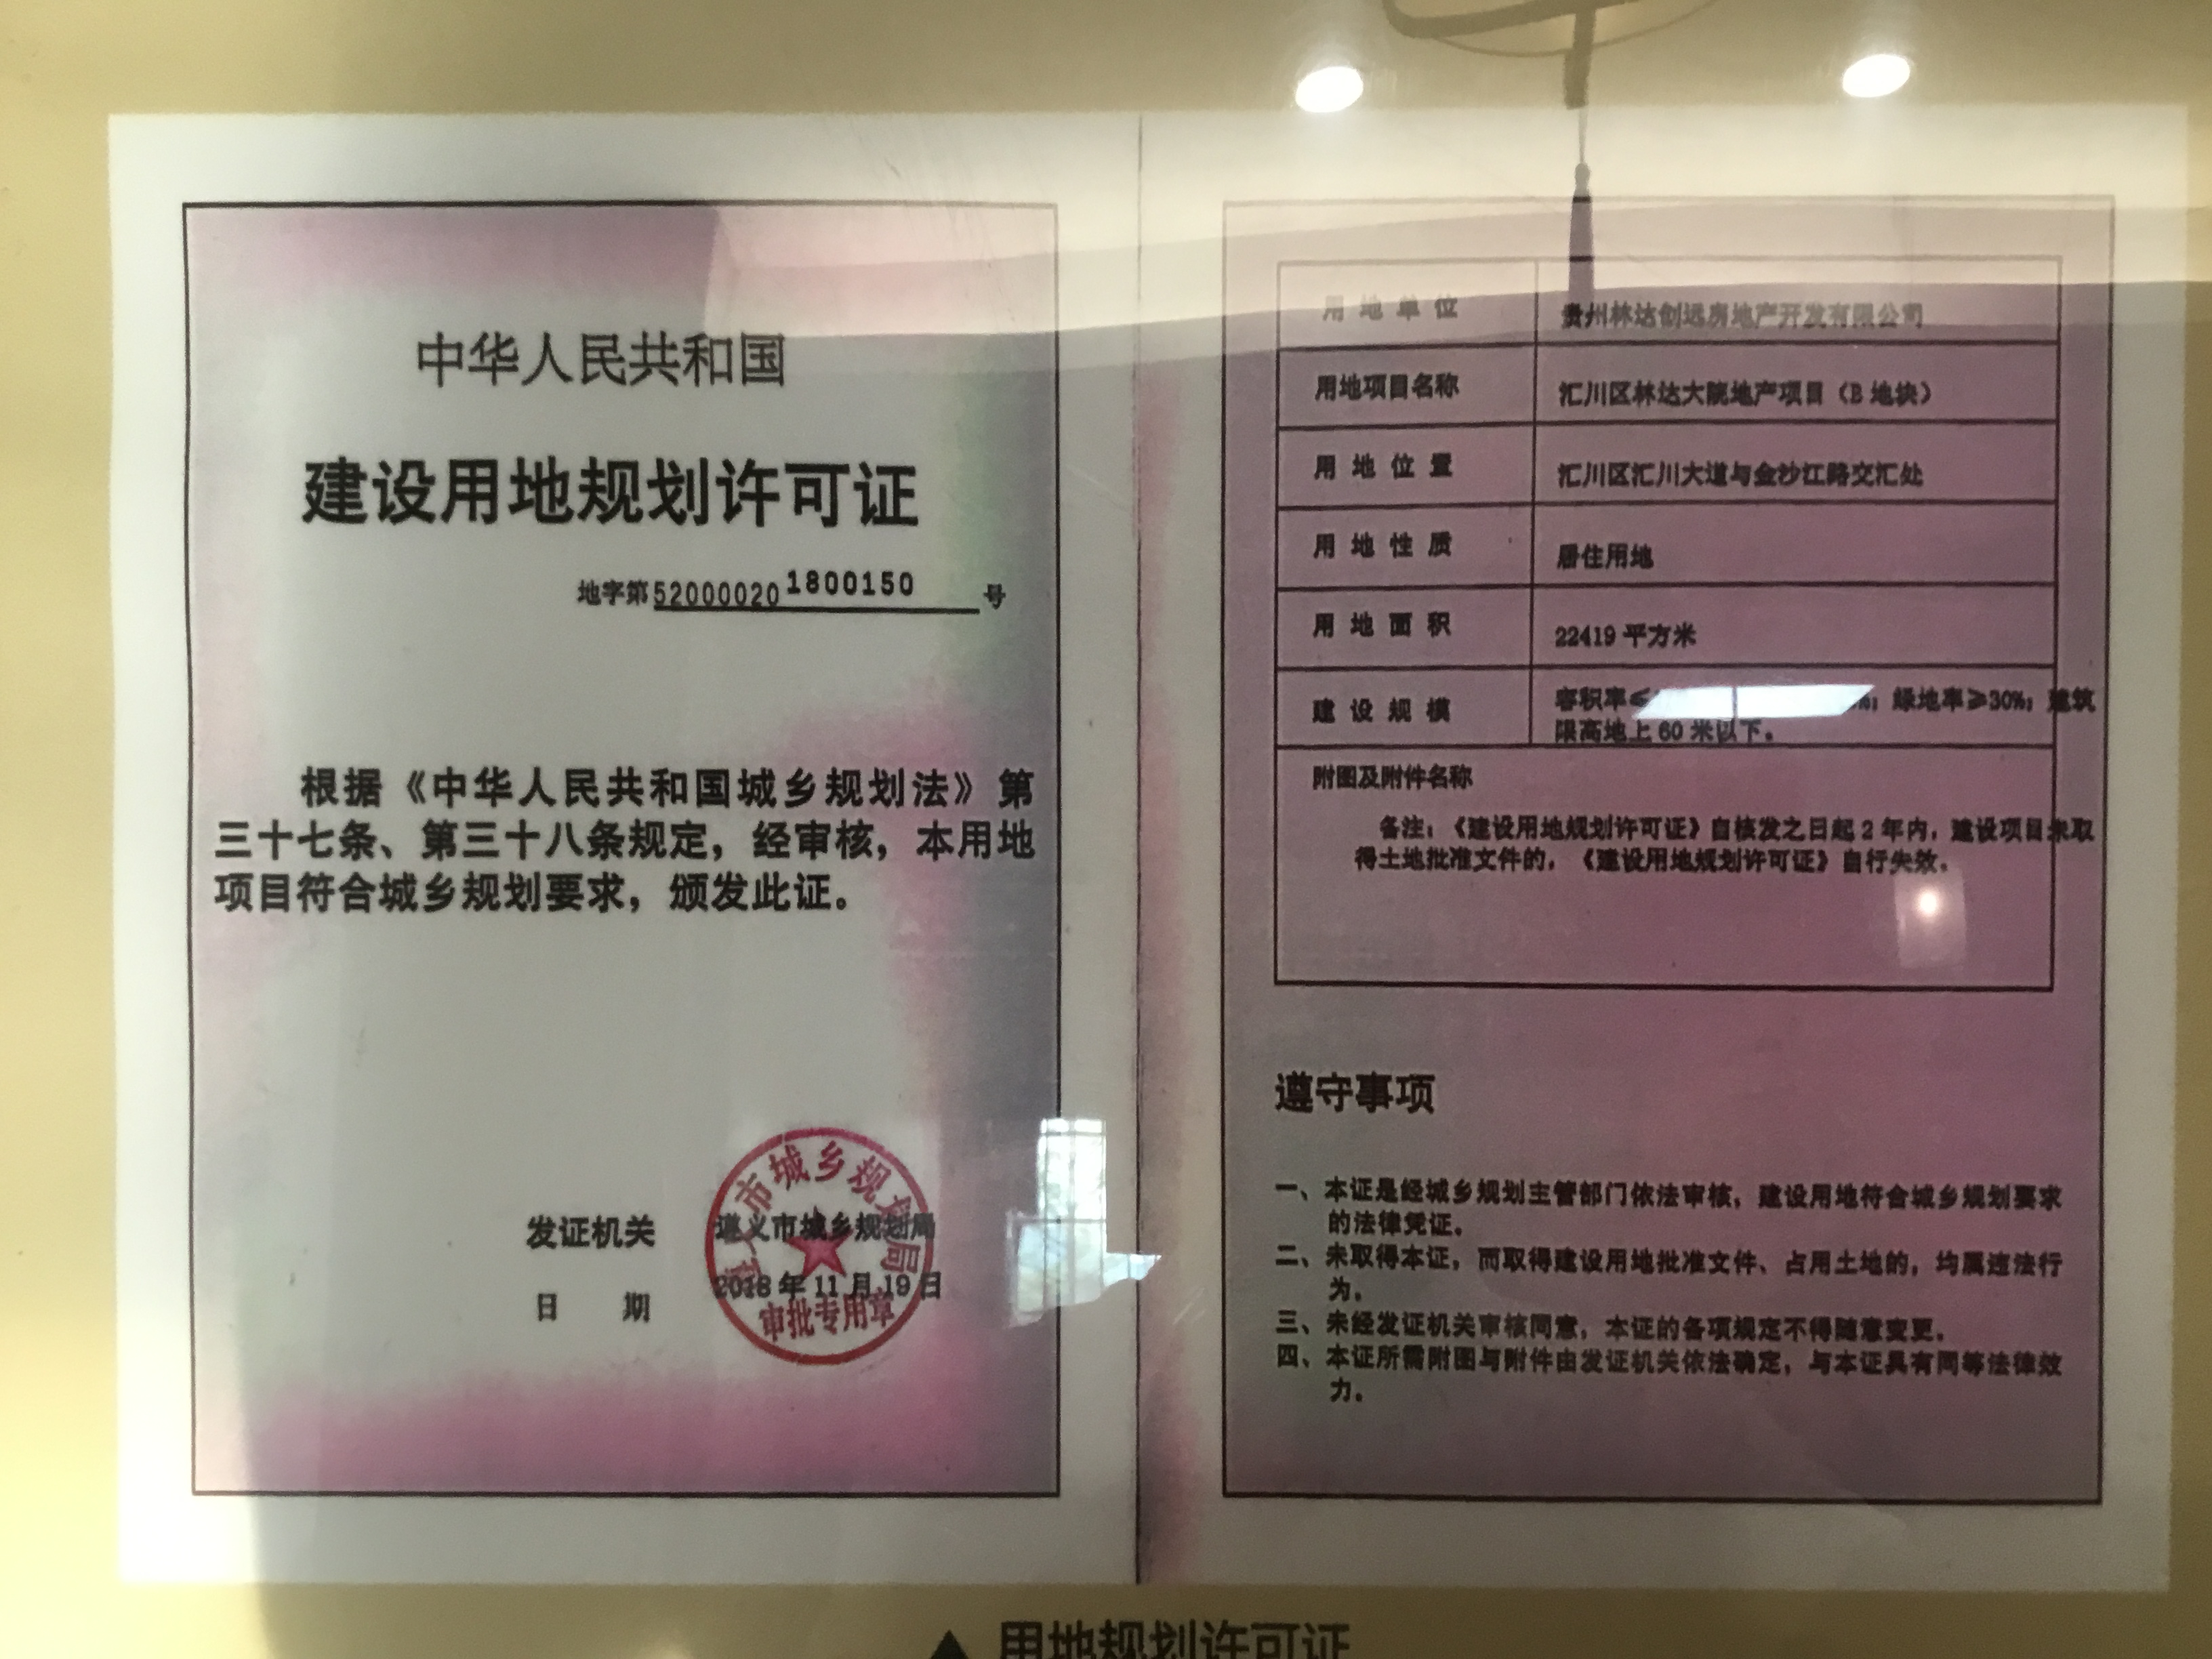 中华人民共和国
建设用地规划许可证
地字第520000201800150号
根据《中华人民共和国城乡规划法》第
三十七条、第三十八条规定，经审核，本用地
项目符合城乡规划要求，颁发此证。
发证机关 遵义市城乡规划局
日期 2018年11月19日
市城乡规划局
审批专用章
用地单位 贵州林达创远房地产开发有限公司
用地项目名称 汇川区林达大院地产项目（B地块）
用地位置 汇川区汇川大道与金沙江路交汇处
用地性质 居住用地
用地面积 22419平方米
建设规模 容积率≤ %；绿地率≥30%；建筑
限高地上60米以下。
附图及附件名称
备注：《建设用地规划许可证》自核发之日起2年内，建设项目未取
得土地批准文件的，《建设用地规划许可证》自行失效。
遵守事项
一、本证是经城乡规划主管部门依法审核，建设用地符合城乡规划要求
的法律凭证。
二、未取得本证，而取得建设用地批准文件、占用土地的，均属违法行
为。
三、未经发证机关审核同意，本证的各项规定不得随意变更。
四、本证所需附图与附件由发证机关依法确定，与本证具有同等法律效
力。
▲ 用地规划许可证